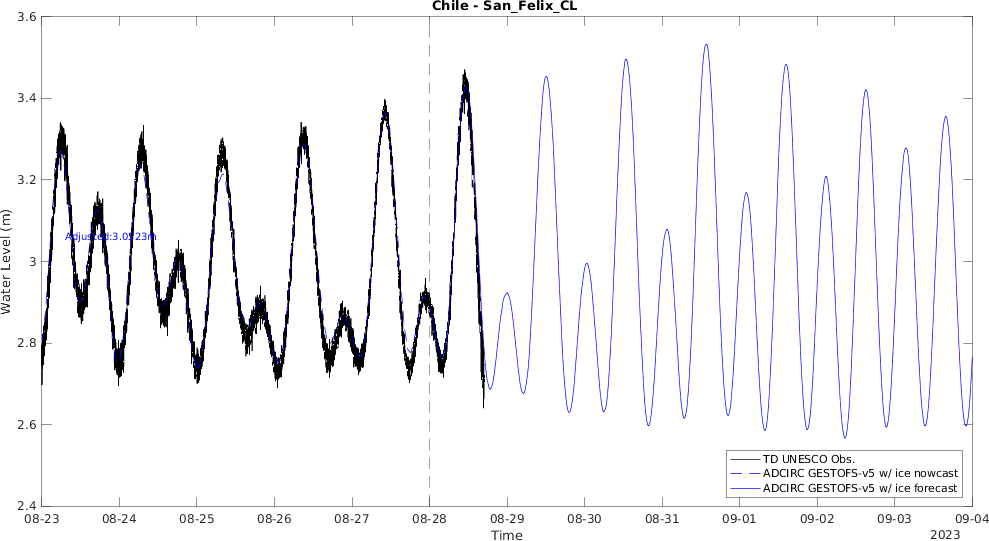 Chile - San_Felix_CL
3.6
3.4
3.2
3
2.8
2.6
2.4
Water Level (m)
Adjusted:3.0523m
TD UNESCO Obs.
ADCIRC GESTOFS-v5 w/ ice nowcast
ADCIRC GESTOFS-v5 w/ ice forecast
08-23 08-24 08-25 08-26 08-27 08-28 08-29 08-30 08-31 09-01 09-02 09-03 09-04
Time
2023